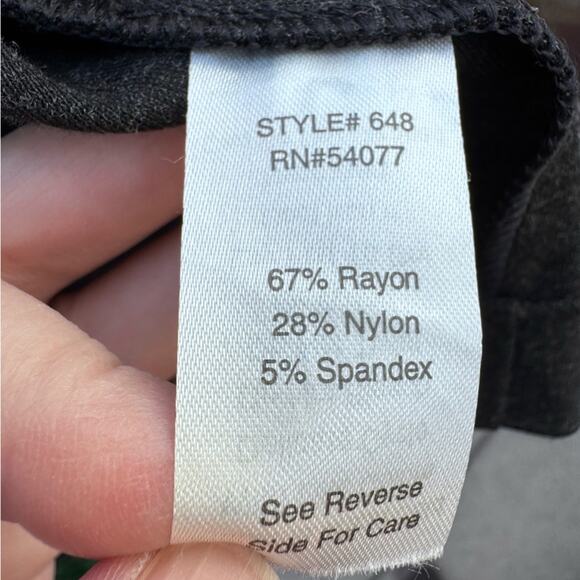 STYLE# 648
RN#54077
67% Rayon
28% Nylon
5% Spandex
See Reverse
Side For Care